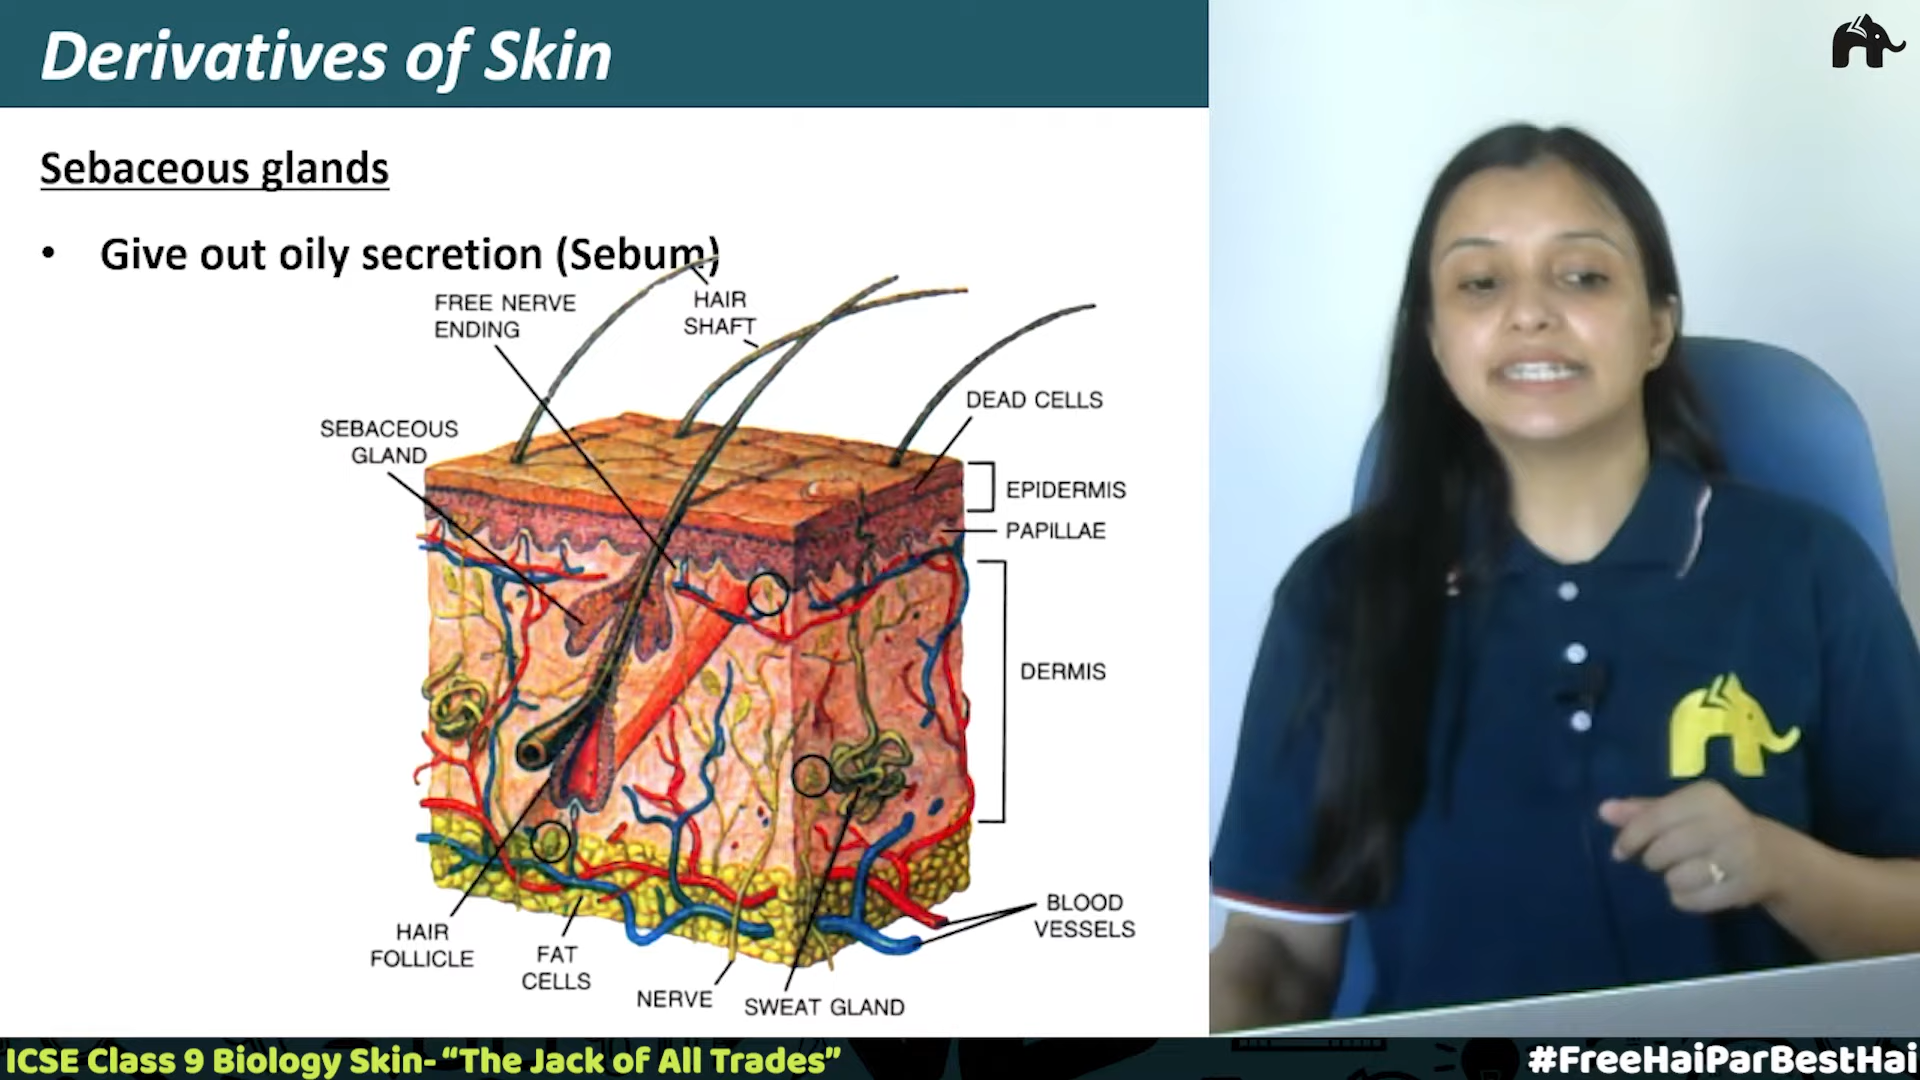 Derivatives of Skin
Sebaceous glands
• Give out oily secretion (Sebum)
FREE NERVE
ENDING
HAIR
SHAFT
SEBACEOUS
GLAND
DEAD CELLS
EPIDERMIS
PAPILLAE
DERMIS
BLOOD
VESSELS
HAIR
FOLLICLE
FAT
CELLS
NERVE
SWEAT GLAND
ICSE Class 9 Biology Skin- “The Jack of All Trades”
#FreeHaiParBestHai